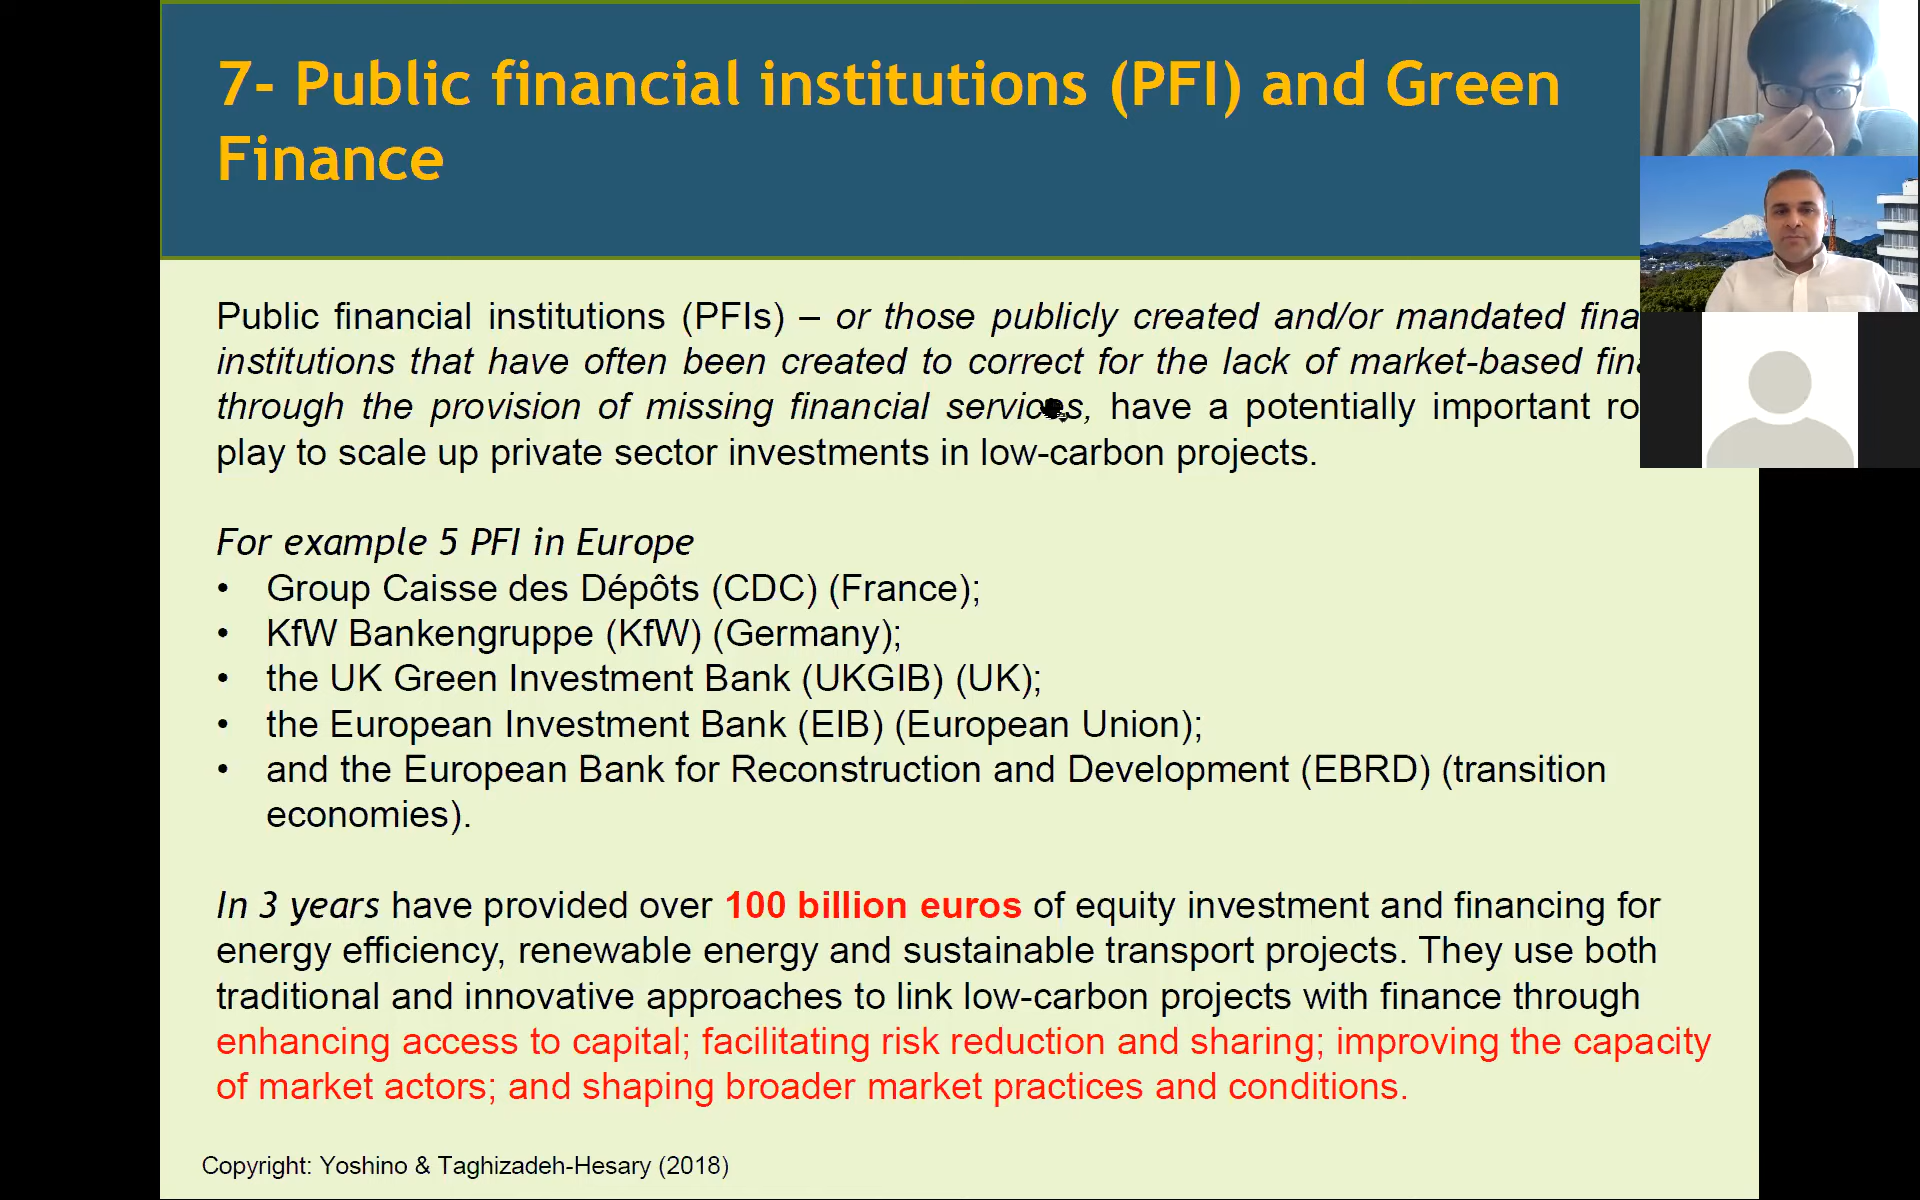 7- Public financial institutions (PFI) and Green
Finance
Public financial institutions (PFIs) – or those publicly created and/or mandated
institutions that have often been created to correct for the lack of market-based
through the provision of missing financial services, have a potentially important
play to scale up private sector investments in low-carbon projects.
For example 5 PFI in Europe
• Group Caisse des Dépôts (CDC) (France);
• KfW Bankengruppe (KfW) (Germany);
• the UK Green Investment Bank (UKGIB) (UK);
• the European Investment Bank (EIB) (European Union);
• and the European Bank for Reconstruction and Development (EBRD) (transition
economies).
In 3 years have provided over 100 billion euros of equity investment and financing for
energy efficiency, renewable energy and sustainable transport projects. They use both
traditional and innovative approaches to link low-carbon projects with finance through
enhancing access to capital; facilitating risk reduction and sharing; improving the capacity
of market actors; and shaping broader market practices and conditions.
Copyright: Yoshino & Taghizadeh-Hesary (2018)